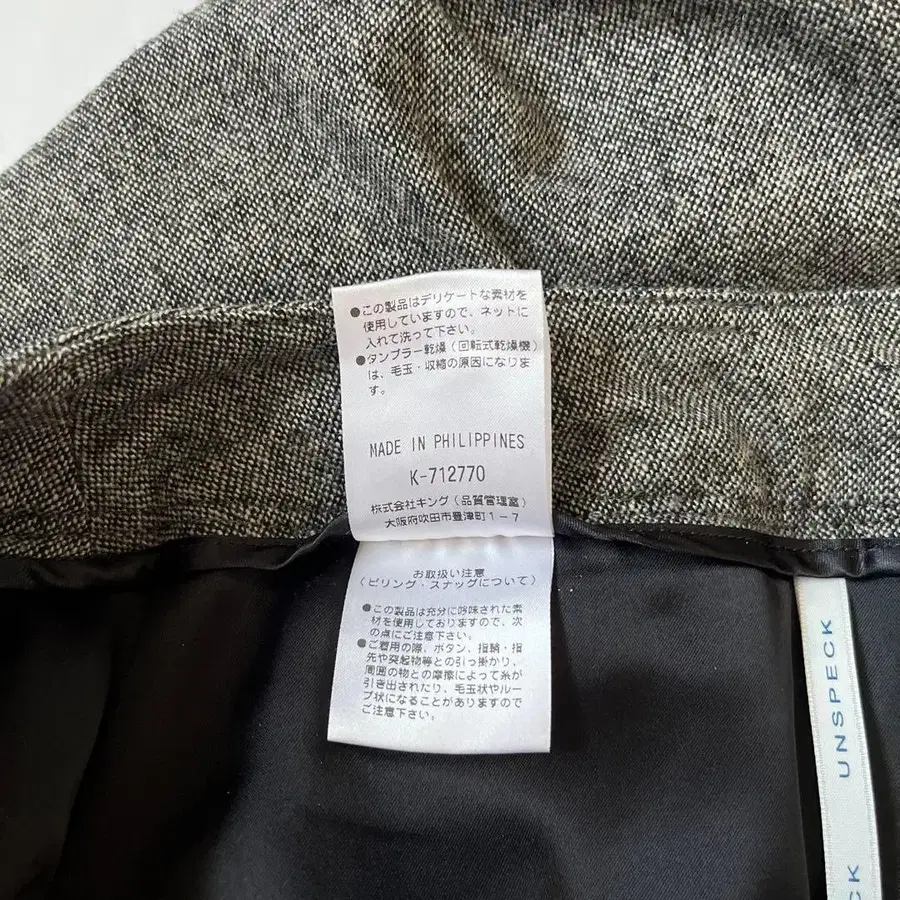 ●この製品はデリケートな素材を
使用していますので、ネットに
入れて洗って下さい。
●タンブラー乾燥（回転式乾燥機）
は、毛玉・収縮の原因になりま
す。
MADE IN PHILIPPINES
K-712770
株式会社キング（品質管理室）
大阪府吹田市豊津町1-7
お取扱い注意
（ピリング・スナッグについて）
●この製品は充分に吟味された素
材を使用しておりますので、次
の点にご注意下さい。
●ご着用の際、ボタン、指輪・指
先や突起物等との引っ掛かり、
周囲の物との摩擦によって糸が
引き出されたり、毛玉状やルー
プ状になることがありますので
ご注意下さい。
UNSPECK
CK